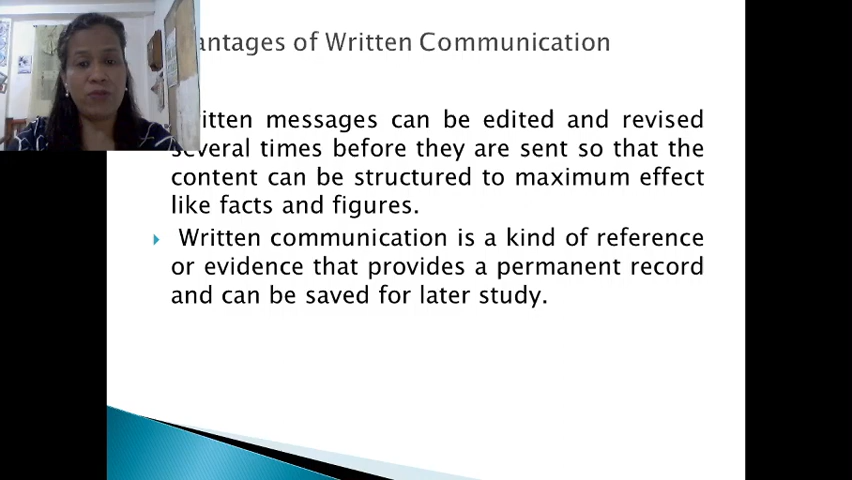 antages of Written Communication
ritten messages can be edited and revised
several times before they are sent so that the
content can be structured to maximum effect
like facts and figures.
Written communication is a kind of reference
or evidence that provides a permanent record
and can be saved for later study.